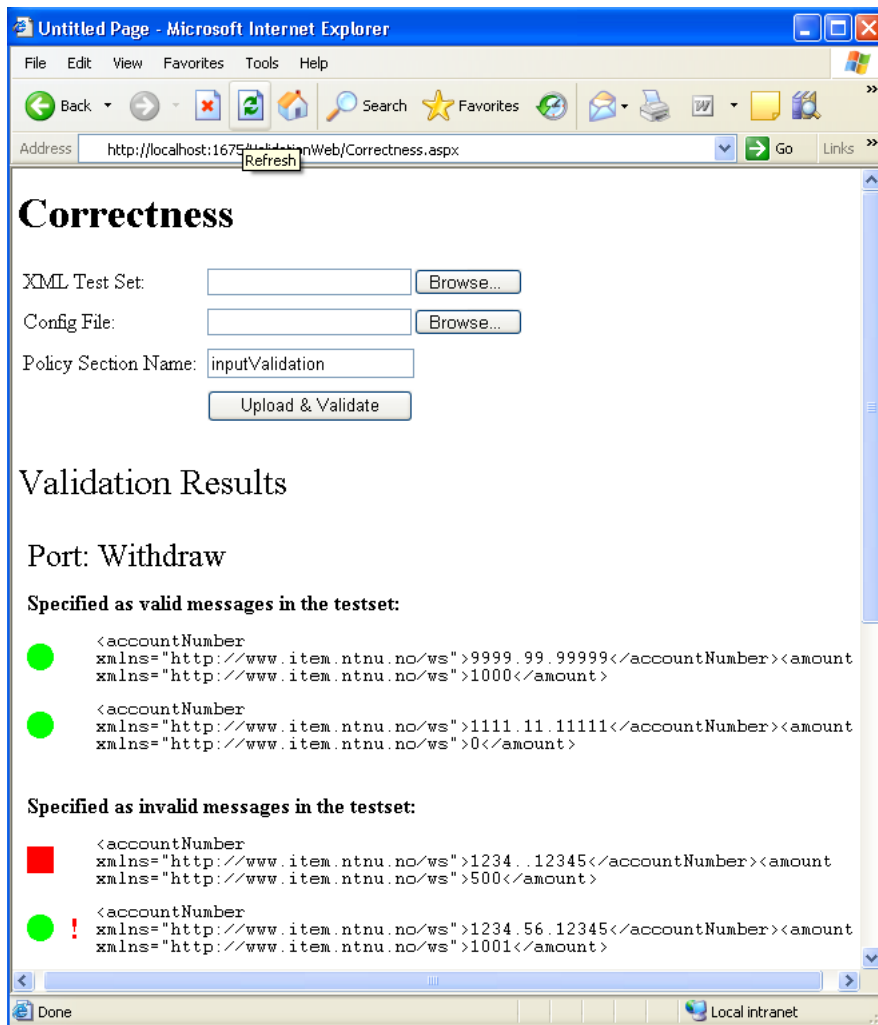 Untitled Page - Microsoft Internet Explorer
File Edit View Favorites Tools Help
Back Search Favorites W »
Address http://localhost:1675/ValidationWeb/Correctness.aspx Go Links »
Refresh
Correctness
XML Test Set: Browse...
Config File: Browse...
Policy Section Name: inputValidation
Upload & Validate
Validation Results
Port: Withdraw
Specified as valid messages in the testset:
<accountNumber
xmlns="http://www.item.ntnu.no/ws">9999.99.99999</accountNumber><amount
xmlns="http://www.item.ntnu.no/ws">1000</amount>
<accountNumber
xmlns="http://www.item.ntnu.no/ws">1111.11.11111</accountNumber><amount
xmlns="http://www.item.ntnu.no/ws">0</amount>
Specified as invalid messages in the testset:
<accountNumber
xmlns="http://www.item.ntnu.no/ws">1234..12345</accountNumber><amount
xmlns="http://www.item.ntnu.no/ws">500</amount>
<accountNumber
! xmlns="http://www.item.ntnu.no/ws">1234.56.12345</accountNumber><amount
xmlns="http://www.item.ntnu.no/ws">1001</amount>
Done Local intranet